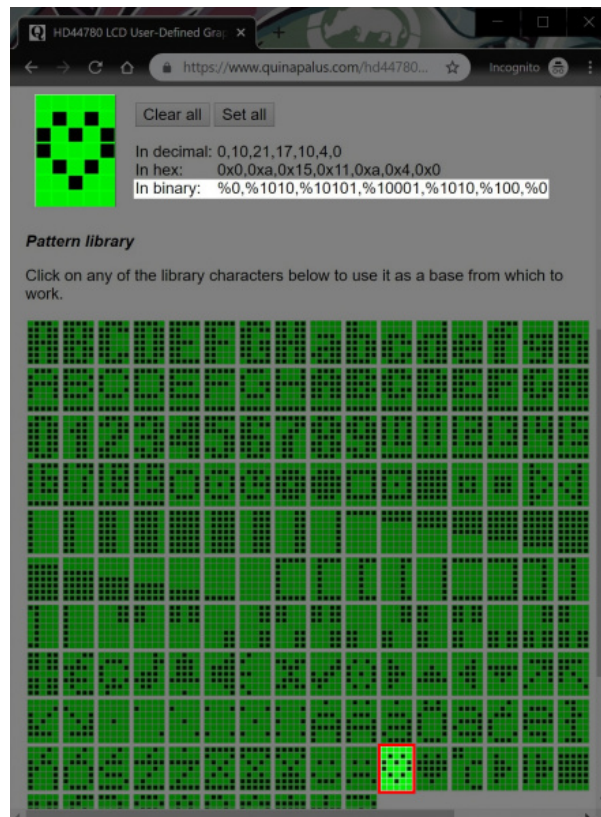 HD44780 LCD User-Defined Gra
https://www.quinapalus.com/hd44780...
Incognito
Clear all
Set all
In decimal: 0,10,21,17,10,4,0
In hex: 0x0,0xa,0x15,0x11,0xa,0x4,0x0
In binary: %0,%1010,%10101,%10001,%1010,%100,%0
Pattern library
Click on any of the library characters below to use it as a base from which to
work.